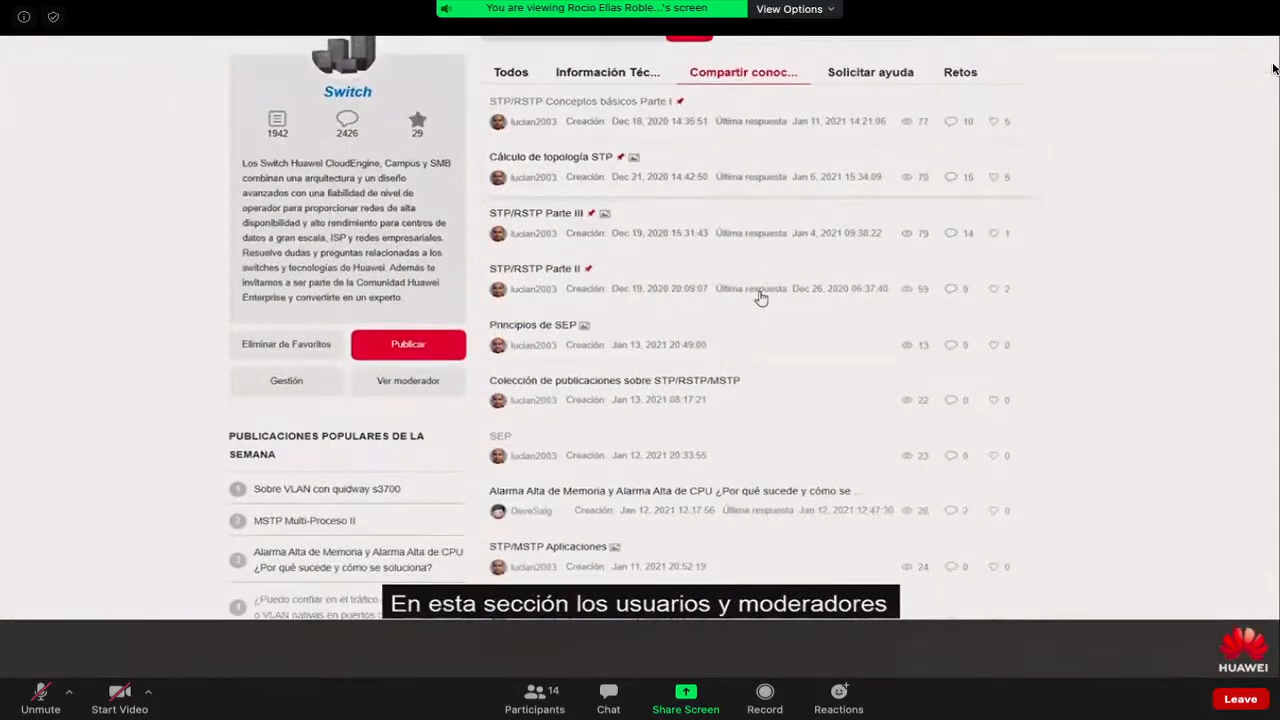 You are viewing Rocio Elias Roble...'s screen
View Options
Todos
Información Téc...
Compartir conoc...
Solicitar ayuda
Retos
Switch
1942
2426
29
Los Switch Huawei CloudEngine, Campus y SMB
combinan una arquitectura y un diseño
avanzados con una fiabilidad de nivel de
operador para proporcionar redes de alta
disponibilidad y alto rendimiento para centros de
datos a gran escala, ISP y redes empresariales.
Resuelve dudas y preguntas relacionadas a los
switches y tecnologías de Huawei. Además te
invitamos a ser parte de la Comunidad Huawei
Enterprise y convertirte en un experto.
Eliminar de Favoritos
Publicar
Gestión
Ver moderador
PUBLICACIONES POPULARES DE LA
SEMANA
1 Sobre VLAN con quidway s3700
2 MSTP Multi-Proceso II
3 Alarma Alta de Memoria y Alarma Alta de CPU
¿Por qué sucede y cómo se soluciona?
4 ¿Puedo confiar en el tráfico
o VLAN nativas en puertos
STP/RSTP Conceptos básicos Parte I
lucian2003 Creación: Dec 18, 2020 14:35:51 Última respuesta Jan 11, 2021 14:21:06 77 10 5
Cálculo de topología STP
lucian2003 Creación: Dec 21, 2020 14:42:50 Última respuesta Jan 6, 2021 15:34:09 70 15 5
STP/RSTP Parte III
lucian2003 Creación: Dec 19, 2020 15:31:43 Última respuesta Jan 4, 2021 09:38:22 79 14 1
STP/RSTP Parte II
lucian2003 Creación: Dec 19, 2020 20:09:07 Última respuesta Dec 26, 2020 06:37:40 59 9 2
Principios de SEP
lucian2003 Creación: Jan 13, 2021 20:49:00 13 0 0
Colección de publicaciones sobre STP/RSTP/MSTP
lucian2003 Creación: Jan 13, 2021 08:17:21 22 0 0
SEP
lucian2003 Creación: Jan 12, 2021 20:33:55 23 0 0
Alarma Alta de Memoria y Alarma Alta de CPU ¿Por qué sucede y cómo se ...
DaveSalg Creación: Jan 12, 2021 12:17:56 Última respuesta Jan 12, 2021 12:47:30 26 2 0
STP/MSTP Aplicaciones
lucian2003 Creación: Jan 11, 2021 20:52:19 24 0 0
En esta sección los usuarios y moderadores
HUAWEI
Unmute
Start Video
14
Participants
Chat
Share Screen
Record
Reactions
Leave